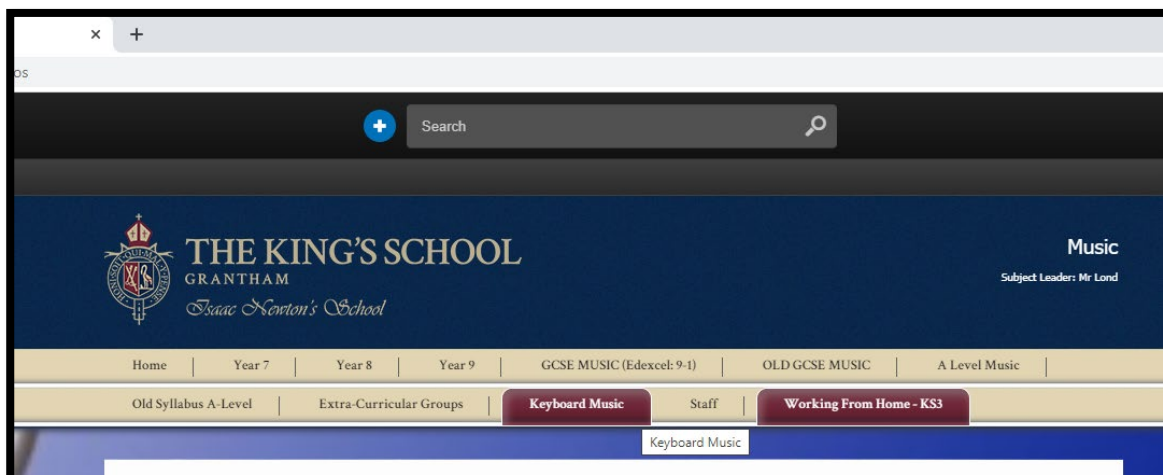 × +
os
Search
THE KING'S SCHOOL
GRANTHAM
Isaac Newton's School
Music
Subject Leader: Mr Lond
Home | Year 7 | Year 8 | Year 9 | GCSE MUSIC (Edexcel: 9-1) | OLD GCSE MUSIC | A Level Music |
Old Syllabus A-Level | Extra-Curricular Groups | Keyboard Music Staff | Working From Home - KS3
Keyboard Music